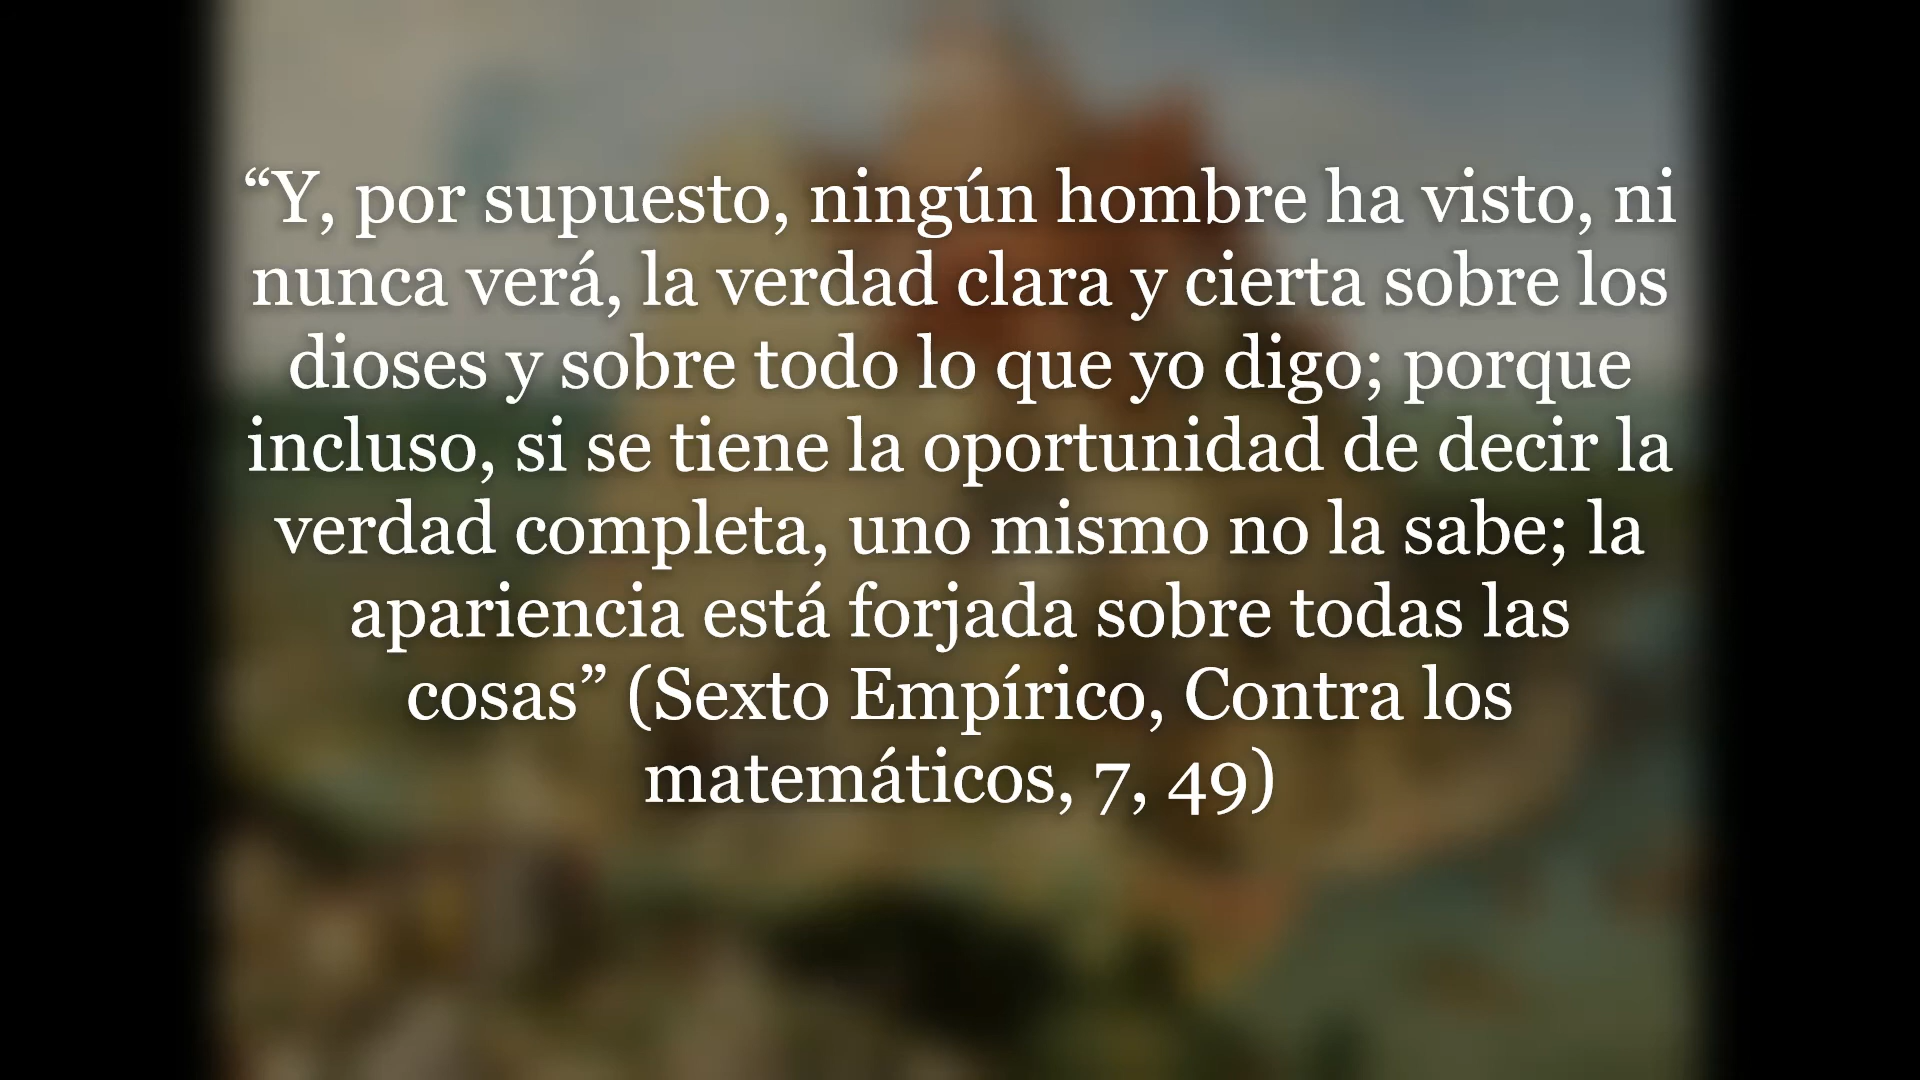 “Y, por supuesto, ningún hombre ha visto, ni
nunca verá, la verdad clara y cierta sobre los
dioses y sobre todo lo que yo digo; porque
incluso, si se tiene la oportunidad de decir la
verdad completa, uno mismo no la sabe; la
apariencia está forjada sobre todas las
cosas” (Sexto Empírico, Contra los
matemáticos, 7, 49)